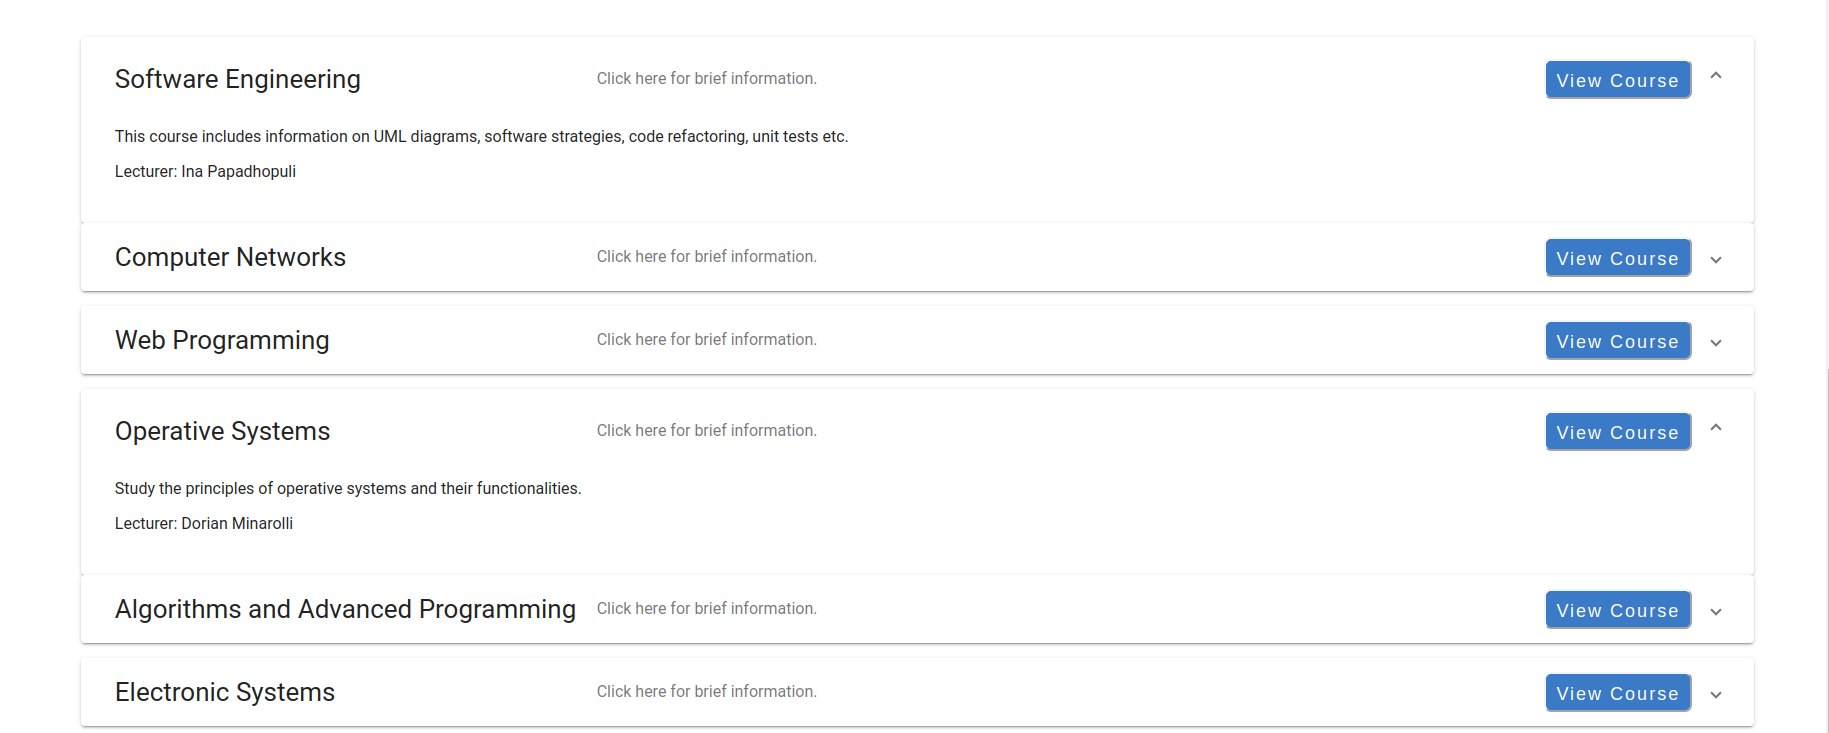 Software Engineering Click here for brief information. View Course
This course includes information on UML diagrams, software strategies, code refactoring, unit tests etc.
Lecturer: Ina Papadhopuli
Computer Networks Click here for brief information. View Course
Web Programming Click here for brief information. View Course
Operative Systems Click here for brief information. View Course
Study the principles of operative systems and their functionalities.
Lecturer: Dorian Minarolli
Algorithms and Advanced Programming Click here for brief information. View Course
Electronic Systems Click here for brief information. View Course